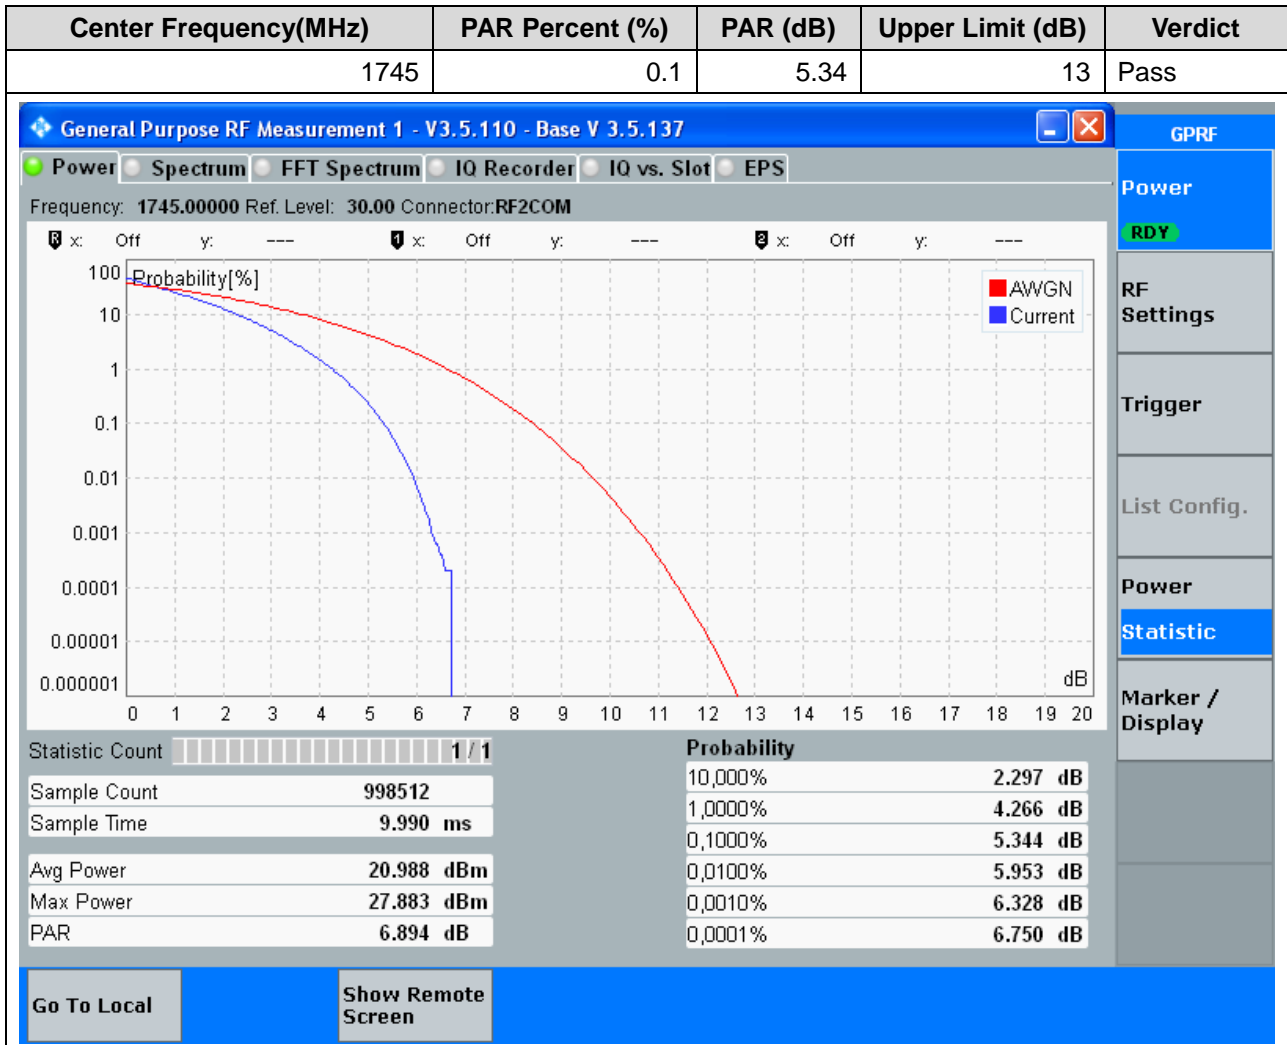 Center Frequency(MHz) PAR Percent (%) PAR (dB) Upper Limit (dB) Verdict
1745 0.1 5.34 13 Pass
General Purpose RF Measurement 1 - V3.5.110 - Base V 3.5.137
GPRF
Power Spectrum FFT Spectrum IQ Recorder IQ vs. Slot EPS
Power
RDY
Frequency: 1745.00000 Ref. Level: 30.00 Connector:RF2COM
R x: Off y: --- 1 x: Off y: --- 2 x: Off y: ---
Probability[%]
100
10
1
0.1
0.01
0.001
0.0001
0.00001
0.000001
AWGN
Current
dB
0 1 2 3 4 5 6 7 8 9 10 11 12 13 14 15 16 17 18 19 20
RF
Settings
Trigger
List Config.
Power
Statistic
Marker /
Display
Statistic Count 1 / 1
Sample Count 998512
Sample Time 9.990 ms
Avg Power 20.988 dBm
Max Power 27.883 dBm
PAR 6.894 dB
Probability
10,000% 2.297 dB
1,0000% 4.266 dB
0,1000% 5.344 dB
0,0100% 5.953 dB
0,0010% 6.328 dB
0,0001% 6.750 dB
Go To Local
Show Remote
Screen